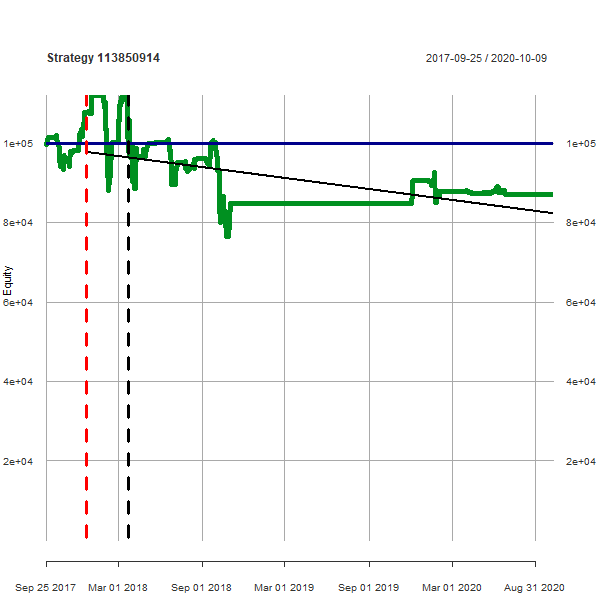 Strategy 113850914
2017-09-25 / 2020-10-09
1e+05
1e+05
8e+04
8e+04
Equity
6e+04
6e+04
4e+04
4e+04
2e+04
2e+04
Sep 25 2017
Mar 01 2018
Sep 01 2018
Mar 01 2019
Sep 01 2019
Mar 01 2020
Aug 31 2020